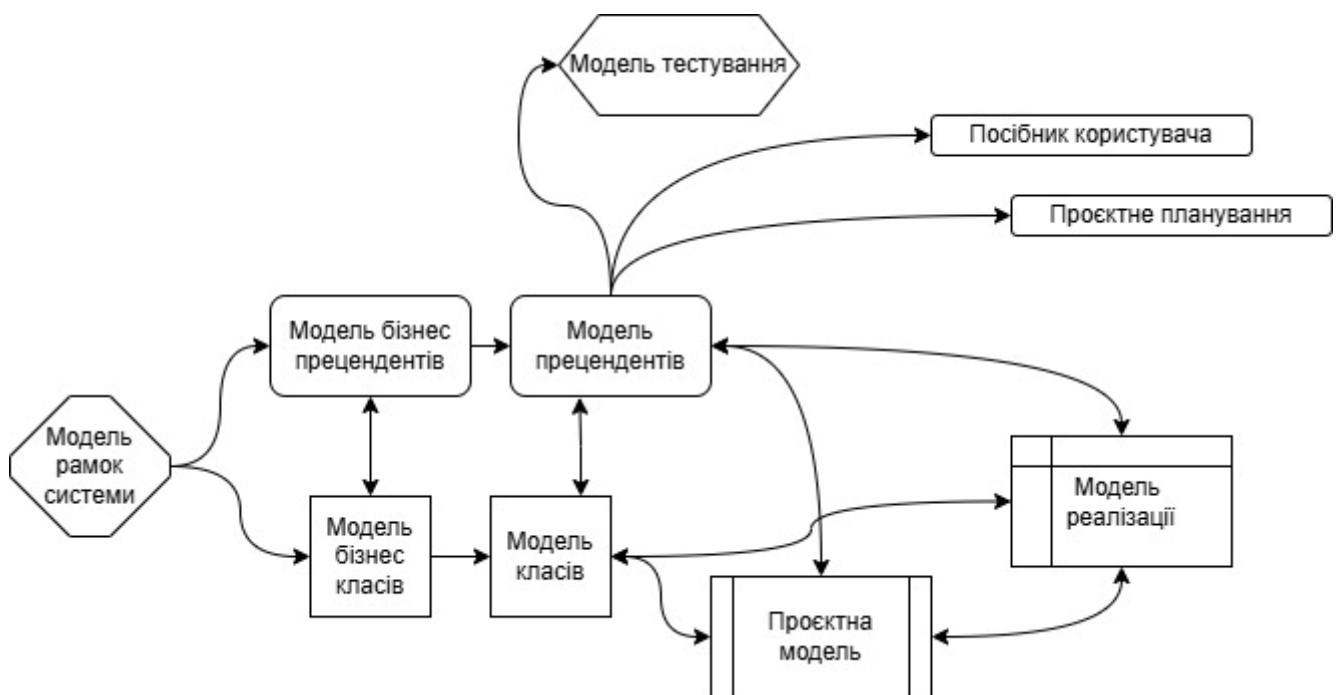 Модель тестування
Посібник користувача
Проєктне планування
Модель бізнес
прецендентів
Модель
прецендентів
Модель
рамок
системи
Модель
бізнес
класів
Модель
класів
Модель
реалізації
Проєктна
модель